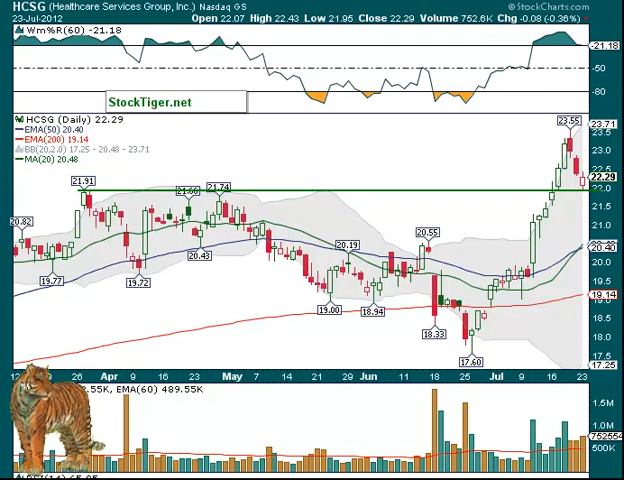 HCSG (Healthcare Services Group, Inc.) Nasdaq GS © StockCharts.com
23-Jul-2012 Open 22.07 High 22.43 Low 21.95 Close 22.29 Volume 752.6K Chg -0.08 (-0.36%)
Wm%R(60) -21.18
-21.18
-50
-80
StockTiger.net
HCSG (Daily) 22.29
EMA(50) 20.40
EMA(200) 19.14
BB(20,2.0) 17.25 - 20.48 - 23.71
MA(20) 20.48
23.55
23.71
23.5
23.0
22.5
22.29
22.0
21.91
21.66
21.74
21.5
21.0
20.82
20.55
20.43
20.19
20.40
20.0
19.77
19.72
19.5
19.14
19.00
18.94
18.5
18.33
18.0
17.60
17.5
17.25
12 26 Apr 9 16 23 May 7 14 21 Jun 11 18 25 Jul 9 16 23
2.55K, EMA(60) 489.55K
1.5M
1.0M
752554
500K